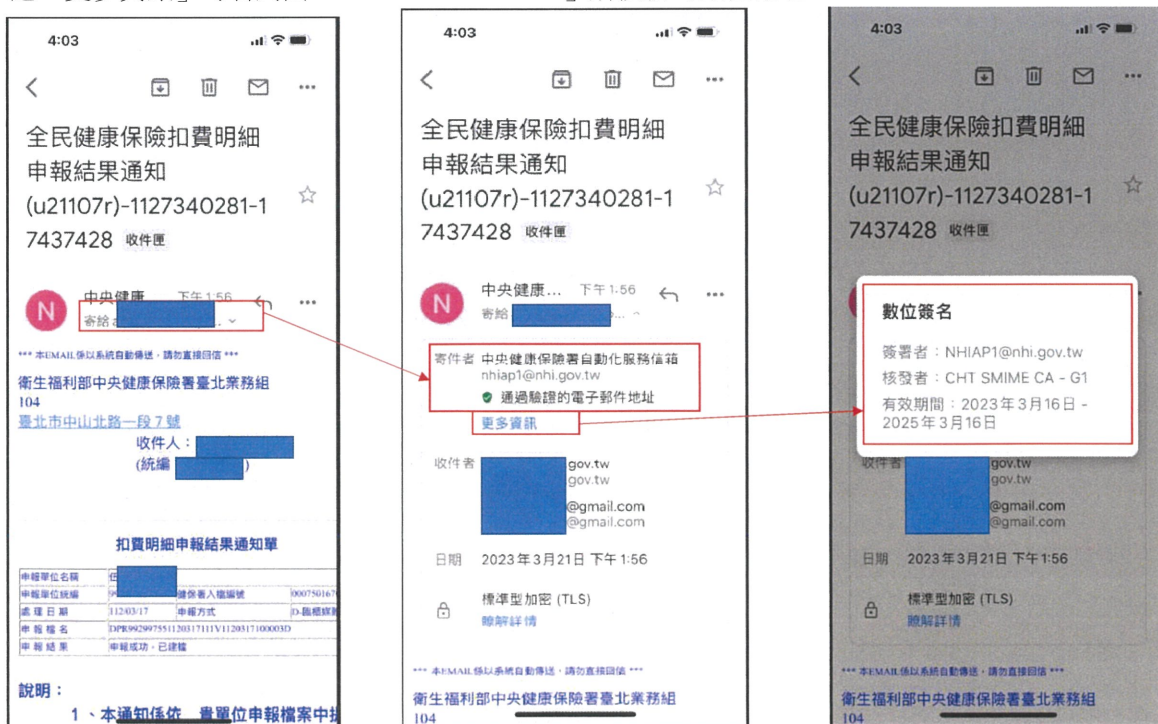 4:03
全民健康保險扣費明細
申報結果通知
(u21107r)-1127340281-1
7437428 收件匣
N
中央健康 下午 1:56
寄給
*** 本EMAIL係以系統自動傳送,請勿直接回信 ***
衛生福利部中央健康保險署臺北業務組
104
臺北市中山北路一段7號
收件人:
(統編 )
扣費明細申報結果通知單
申報單位名稱
申報單位統編 健保署入檔編號
處理日期 112/03/17 申報方式
申報檔名 DPR992997551120317111V1120317100003D
申報結果 申報成功,已建檔
說明:
1、本通知係依 貴單位申報檔案中
4:03
全民健康保險扣費明細
申報結果通知
(u21107r)-1127340281-1
7437428 收件匣
N
中央健康... 下午 1:56
寄給
寄件者 中央健康保險署自動化服務信箱
nhiap1@nhi.gov.tw
通過驗證的電子郵件地址
更多資訊
收件者
gov.tw
gov.tw
@gmail.com
@gmail.com
日期 2023年3月21日 下午 1:56
標準型加密 (TLS)
瞭解詳情
*** 本EMAIL係以系統自動傳送,請勿直接回信 ***
衛生福利部中央健康保險署臺北業務組
104
4:03
全民健康保險扣費明細
申報結果通知
(u21107r)-1127340281-1
7437428 收件匣
數位簽名
簽署者:NHIAP1@nhi.gov.tw
核發者:CHT SMIME CA - G1
有效期間:2023年3月16日 -
2025年3月16日
收件者
gov.tw
gov.tw
@gmail.com
@gmail.com
日期 2023年3月21日 下午 1:56
標準型加密 (TLS)
瞭解詳情
*** 本EMAIL係以系統自動傳送,請勿直接回信 ***
衛生福利部中央健康保險署臺北業務組
104